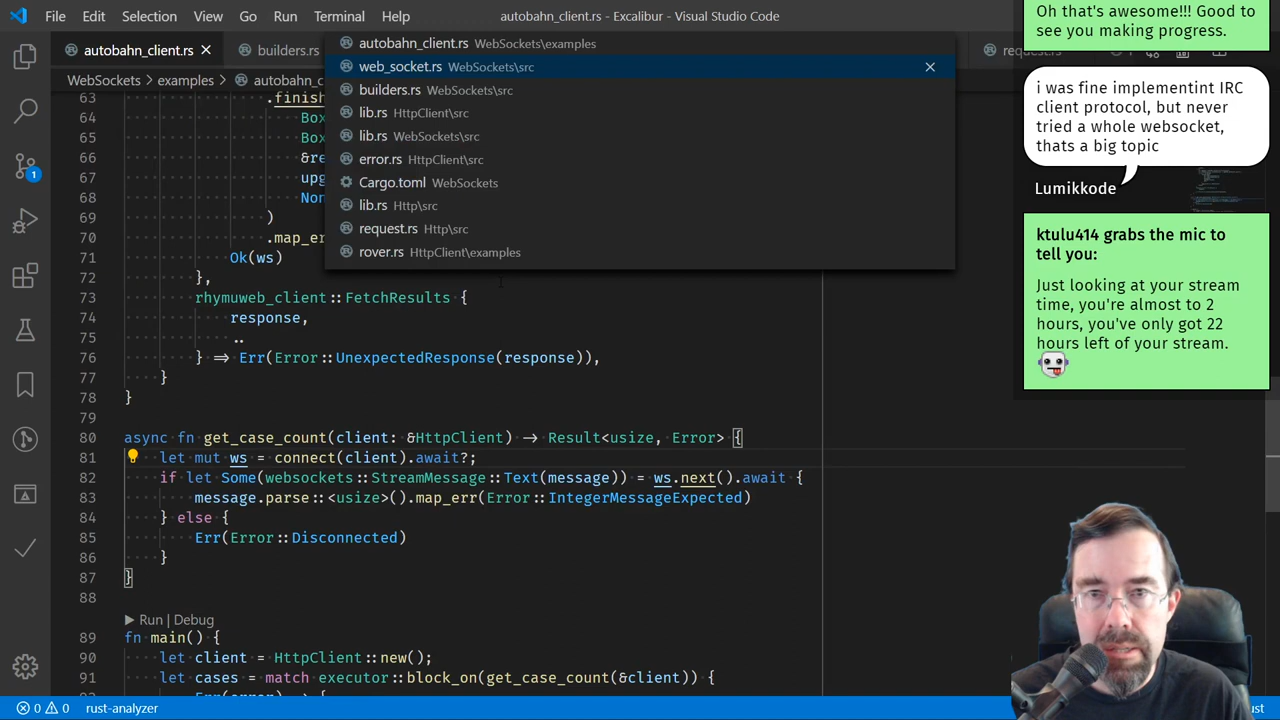 File Edit Selection View Go Run Terminal Help autobahn_client.rs - Excalibur - Visual Studio Code
autobahn_client.rs × builders.rs
WebSockets > examples > autobahn_c
autobahn_client.rs WebSockets\examples
web_socket.rs WebSockets\src
builders.rs WebSockets\src
lib.rs HttpClient\src
lib.rs WebSockets\src
error.rs HttpClient\src
Cargo.toml WebSockets
lib.rs Http\src
request.rs Http\src
rover.rs HttpClient\examples
63 .finish
64 Box
65 Box
66 &re
67 upg
68 Non
69 )
70 .map_er
71 Ok(ws)
72 },
73 rhymuweb_client::FetchResults {
74 response,
75 ..
76 } => Err(Error::UnexpectedResponse(response)),
77 }
78 }
79
80 async fn get_case_count(client: &HttpClient) -> Result<usize, Error> {
81 let mut ws = connect(client).await?;
82 if let Some(websockets::StreamMessage::Text(message)) = ws.next().await {
83 message.parse::<usize>().map_err(Error::IntegerMessageExpected)
84 } else {
85 Err(Error::Disconnected)
86 }
87 }
88
▶ Run | Debug
89 fn main() {
90 let client = HttpClient::new();
91 let cases = match executor::block_on(get_case_count(&client)) {
Oh that's awesome!!! Good to
see you making progress.
i was fine implementint IRC
client protocol, but never
tried a whole websocket,
thats a big topic
Lumikkode
ktulu414 grabs the mic to
tell you:
Just looking at your stream
time, you're almost to 2
hours, you've only got 22
hours left of your stream.
1
0 0 rust-analyzer